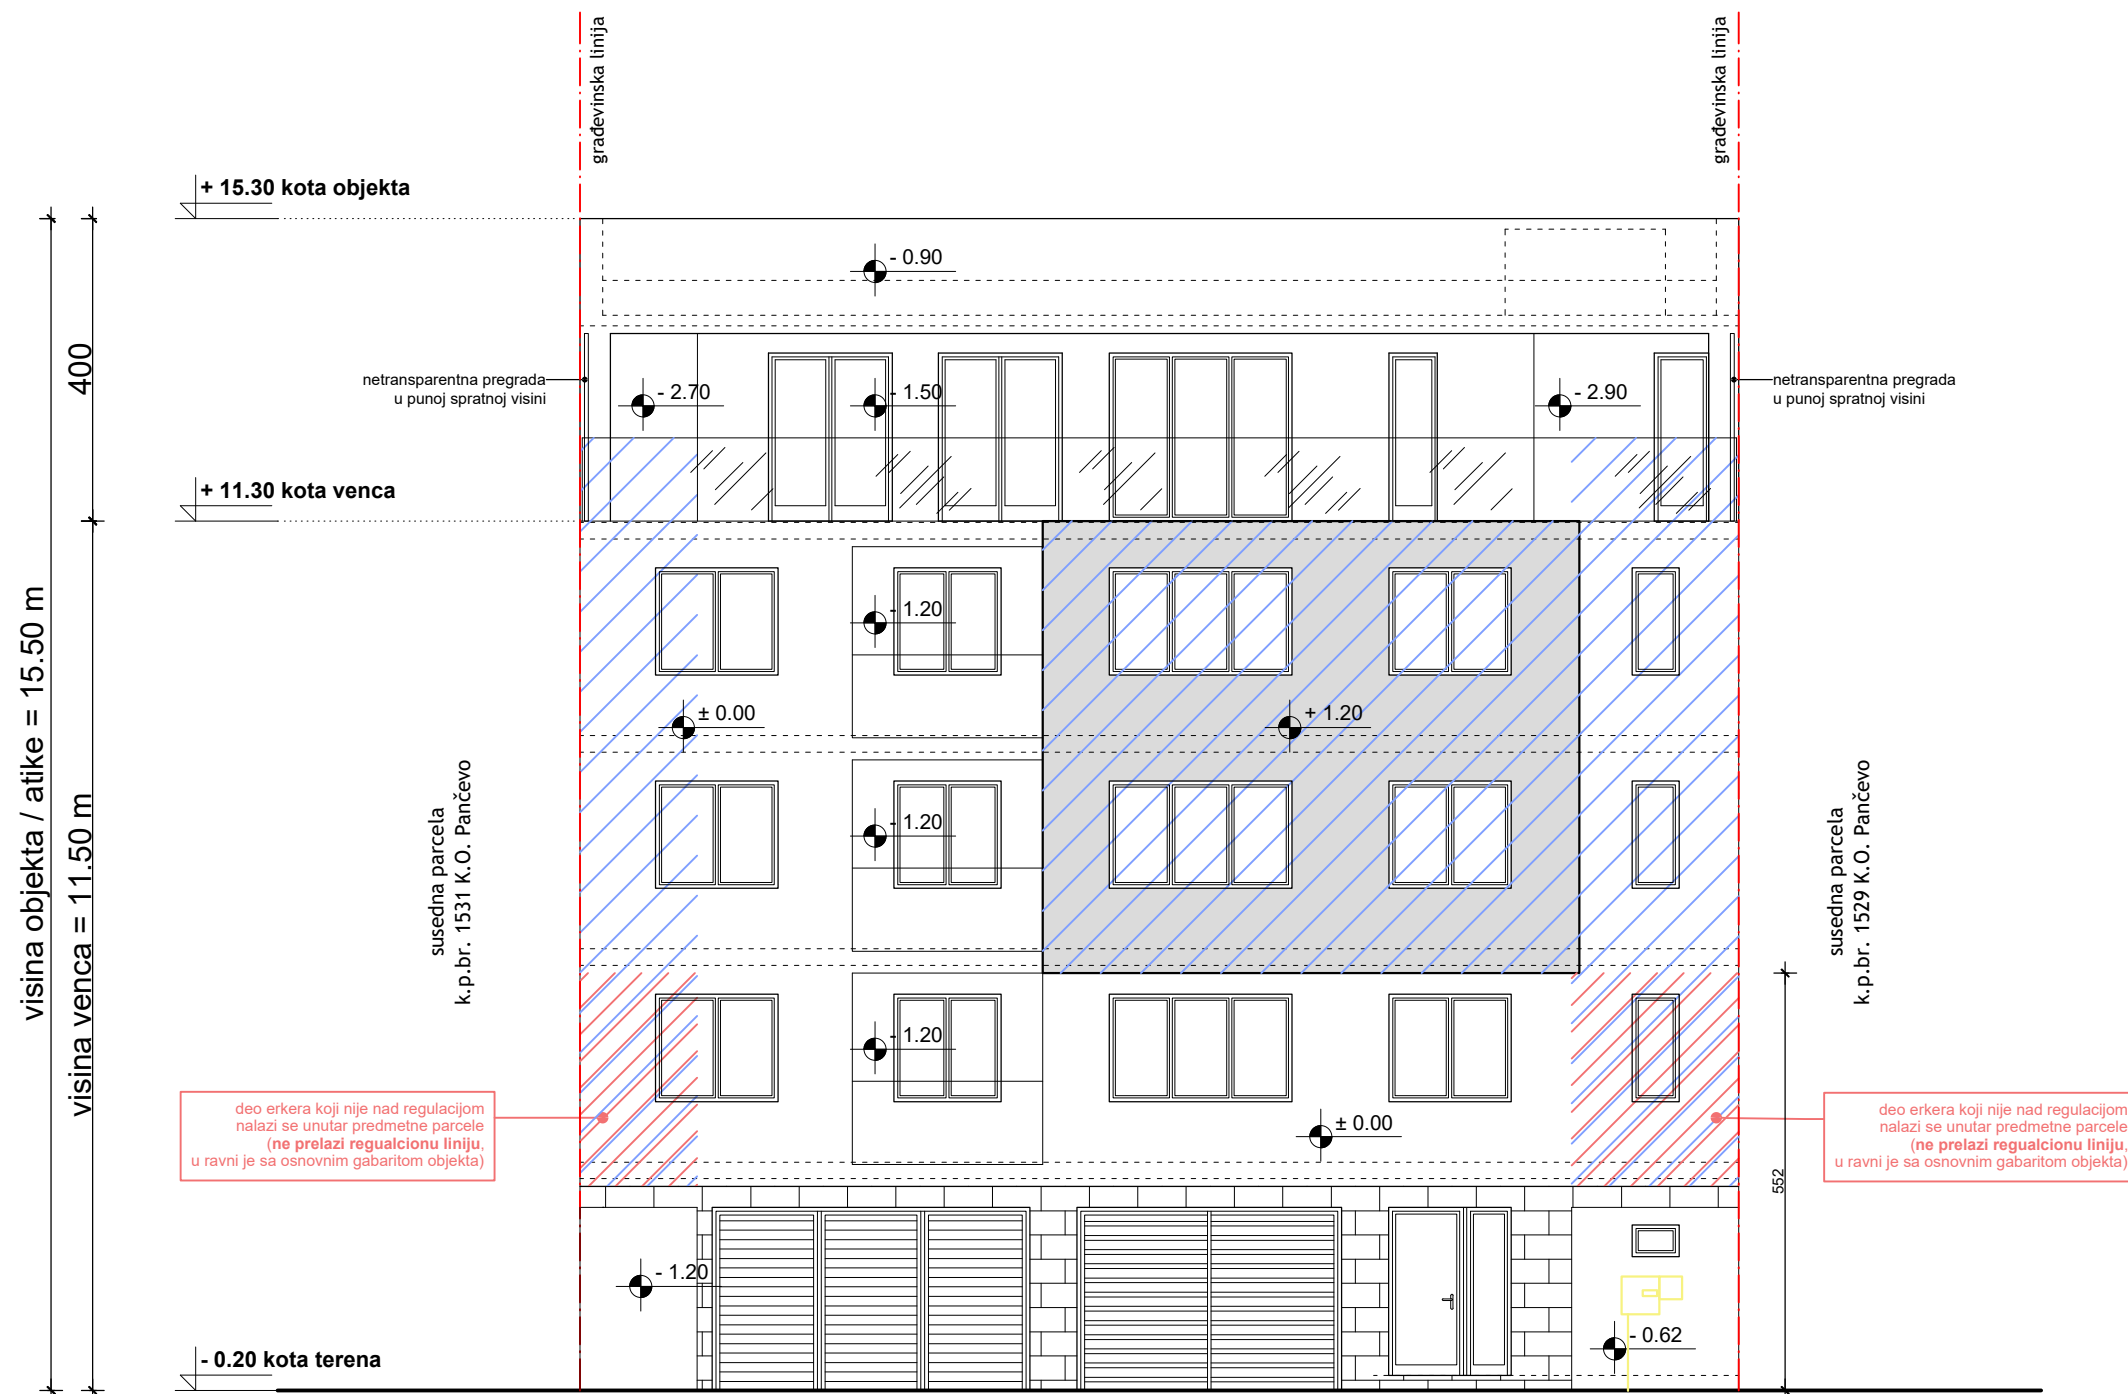 građevinska linija
građevinska linija
+ 15.30 kota objekta
- 0.90
400
netransparentna pregrada
u punoj spratnoj visini
- 2.70
- 1.50
- 2.90
netransparentna pregrada
u punoj spratnoj visini
+ 11.30 kota venca
- 1.20
± 0.00
+ 1.20
visina objekta / atike = 15.50 m
visina venca = 11.50 m
susedna parcela
k.p.br. 1531 K.O. Pančevo
- 1.20
susedna parcela
k.p.br. 1529 K.O. Pančevo
- 1.20
deo erkera koji nije nad regulacijom
nalazi se unutar predmetne parcele
(ne prelazi regualcionu liniju,
u ravni je sa osnovnim gabaritom objekta)
± 0.00
deo erkera koji nije nad regulacijom
nalazi se unutar predmetne parcele
(ne prelazi regualcionu liniju,
u ravni je sa osnovnim gabaritom objekta)
552
- 1.20
- 0.62
- 0.20 kota terena